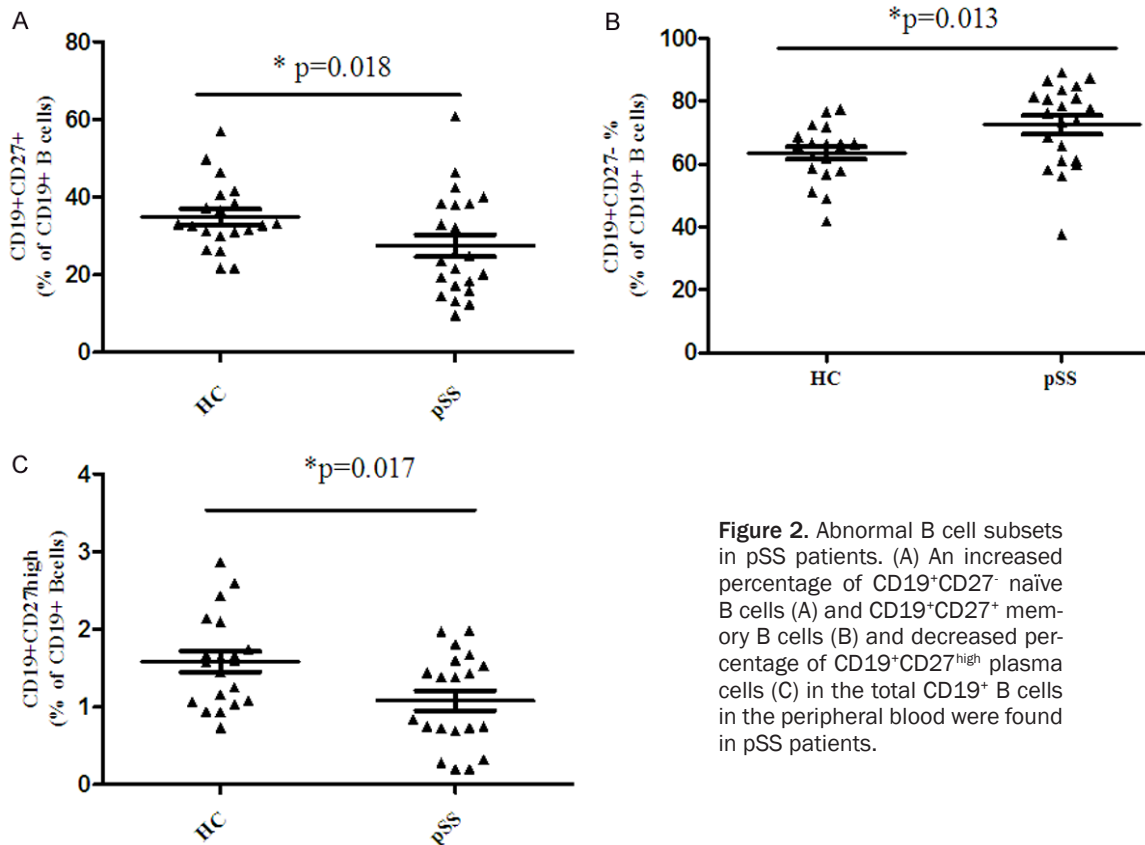 A
* p=0.018
CD19+CD27+
(% of CD19+ B cells)
80
60
40
20
0
HC
pSS
B
*p=0.013
CD19+CD27- %
(% of CD19+ B cells)
100
80
60
40
20
0
HC
pSS
C
*p=0.017
CD19+CD27high
(% of CD19+ Bcells)
4
3
2
1
0
HC
pSS
Figure 2. Abnormal B cell subsets
in pSS patients. (A) An increased
percentage of CD19⁺CD27⁻ naïve
B cells (A) and CD19⁺CD27⁺ mem-
ory B cells (B) and decreased per-
centage of CD19⁺CD27ʰⁱᵍʰ plasma
cells (C) in the total CD19⁺ B cells
in the peripheral blood were found
in pSS patients.